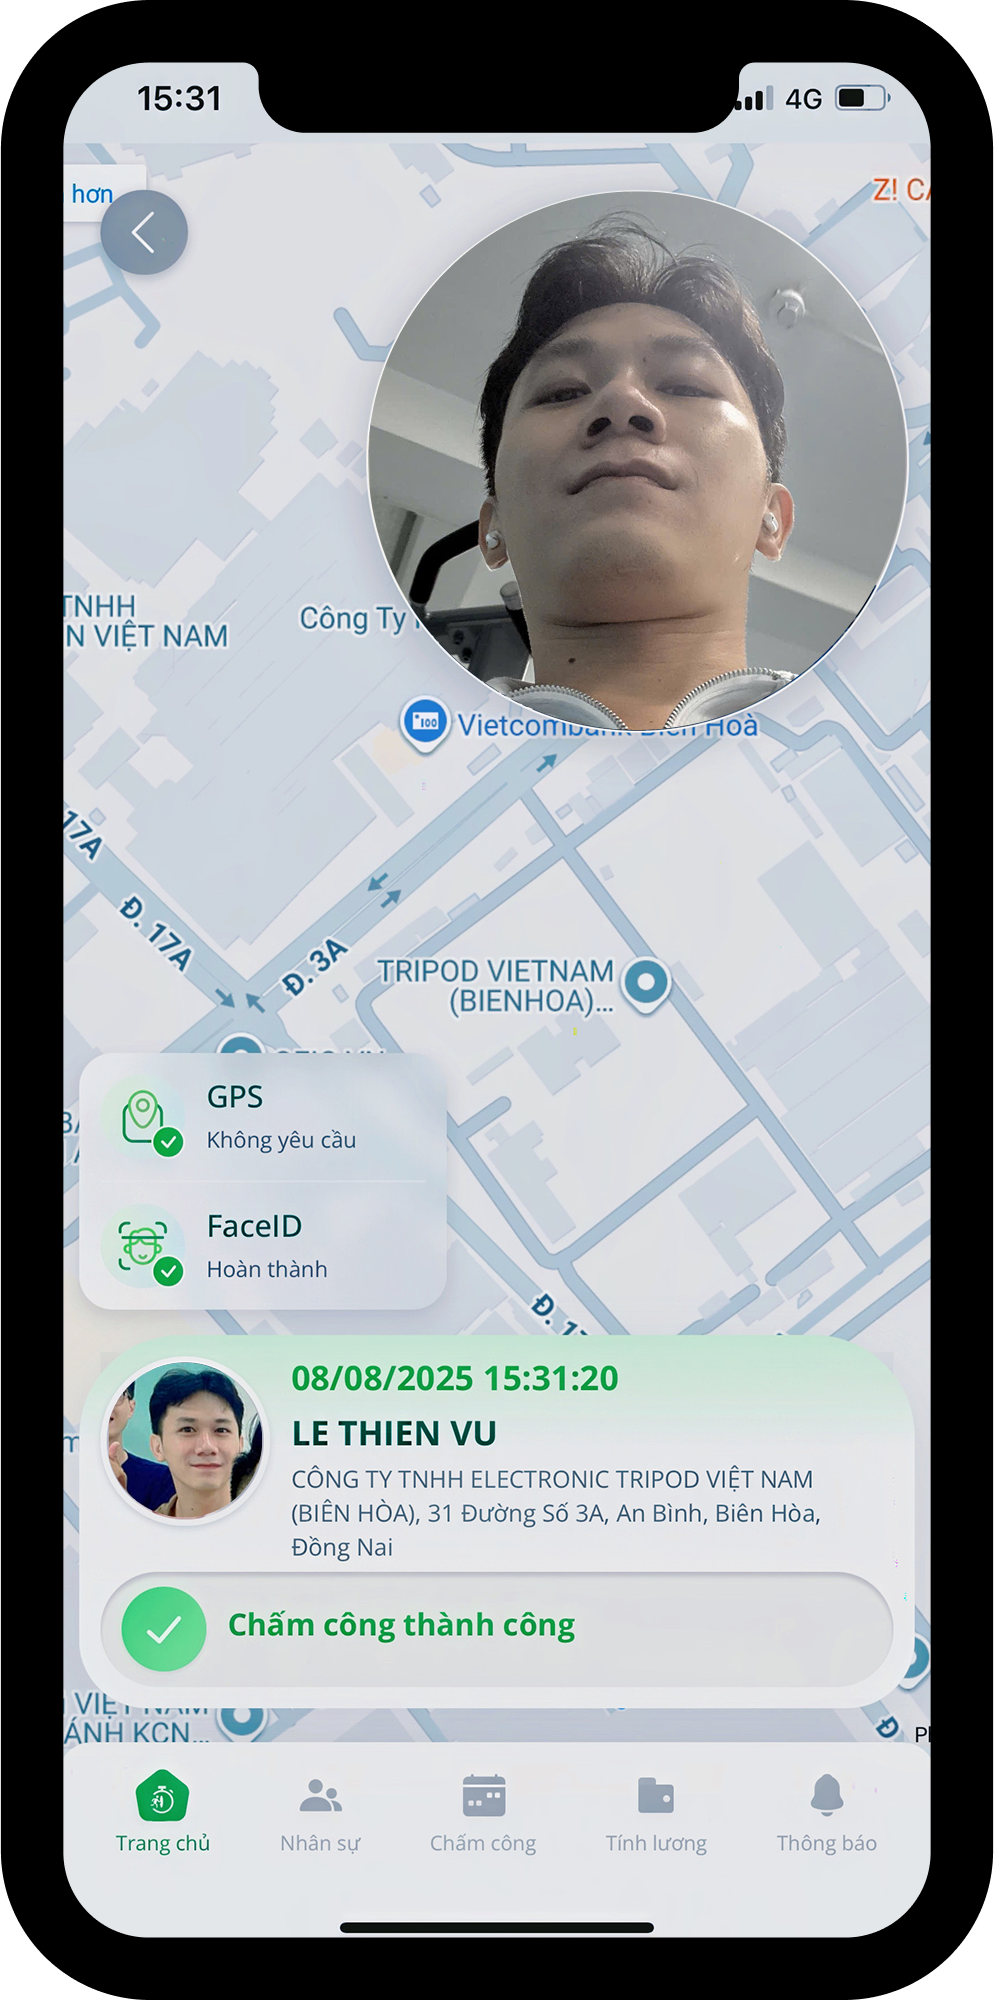 15:31
4G
hơn
TNHH
N VIỆT NAM
Công Ty
Vietcombank Biên Hoà
17A
Đ. 17A
Đ. 3A
TRIPOD VIETNAM
(BIENHOA)...
GPS
Không yêu cầu
FaceID
Hoàn thành
08/08/2025 15:31:20
LE THIEN VU
CÔNG TY TNHH ELECTRONIC TRIPOD VIỆT NAM
(BIÊN HÒA), 31 Đường Số 3A, An Bình, Biên Hòa,
Đồng Nai
Chấm công thành công
VIỆT NAM
ÁNH KCN...
Đ
Trang chủ
Nhân sự
Chấm công
Tính lương
Thông báo